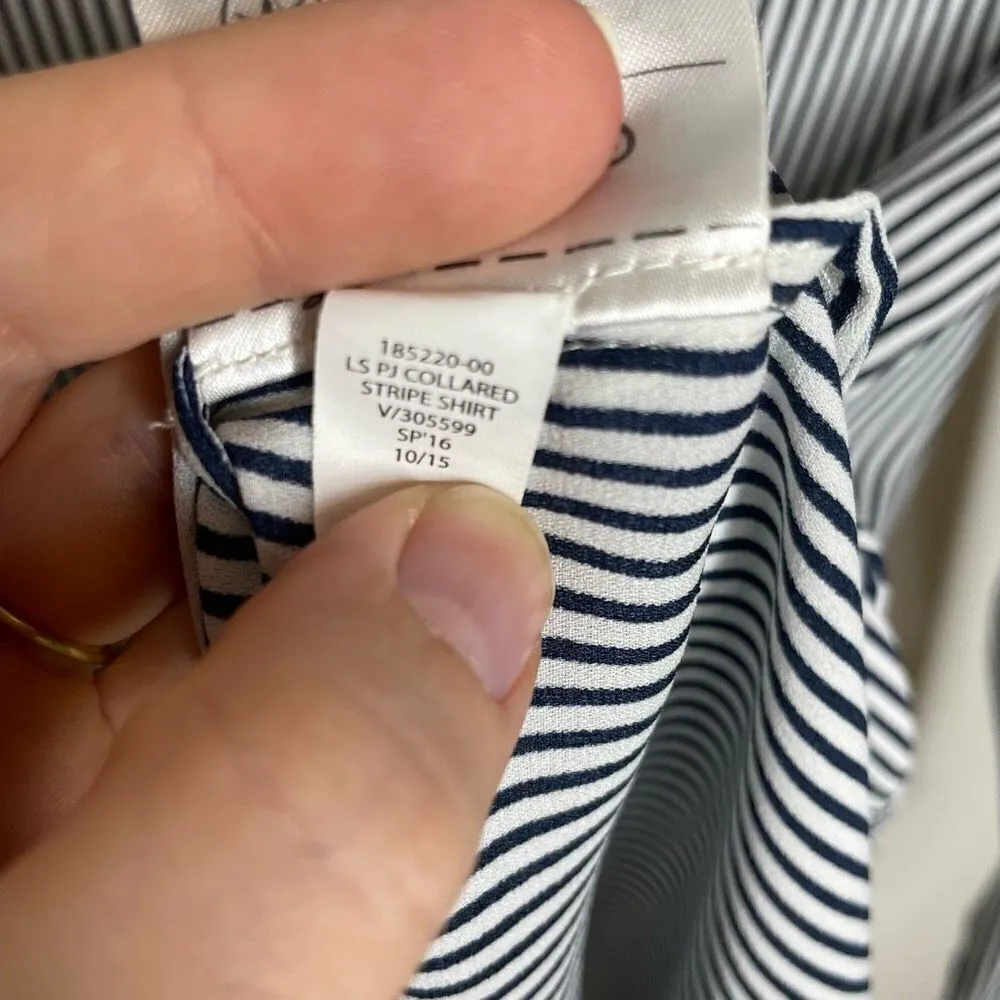 185220-00
LS PJ COLLARED
STRIPE SHIRT
V/305599
SP'16
10/15